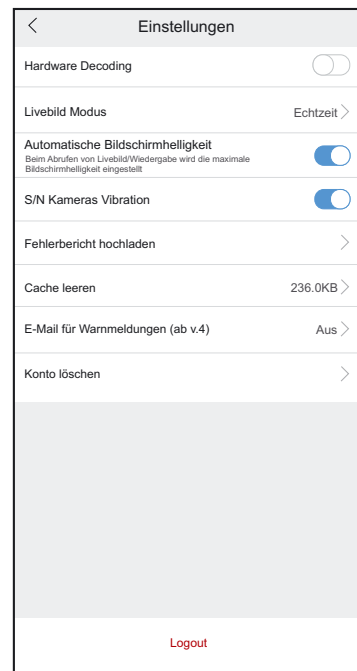 Einstellungen
Hardware Decoding
Livebild Modus Echtzeit
Automatische Bildschirmhelligkeit
Beim Abrufen von Livebild/Wiedergabe wird die maximale
Bildschirmhelligkeit eingestellt
S/N Kameras Vibration
Fehlerbericht hochladen
Cache leeren 236.0KB
E-Mail für Warnmeldungen (ab v.4) Aus
Konto löschen
Logout